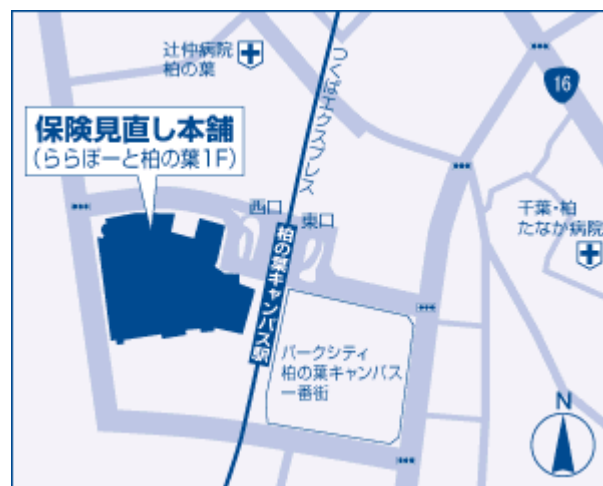 辻仲病院
柏の葉
つくばエクスプレス
16
保険見直し本舗
(ららぽーと柏の葉1F)
西口
東口
千葉・柏
たなか病院
柏の葉キャンパス駅
パークシティ
柏の葉キャンパス
一番街
N